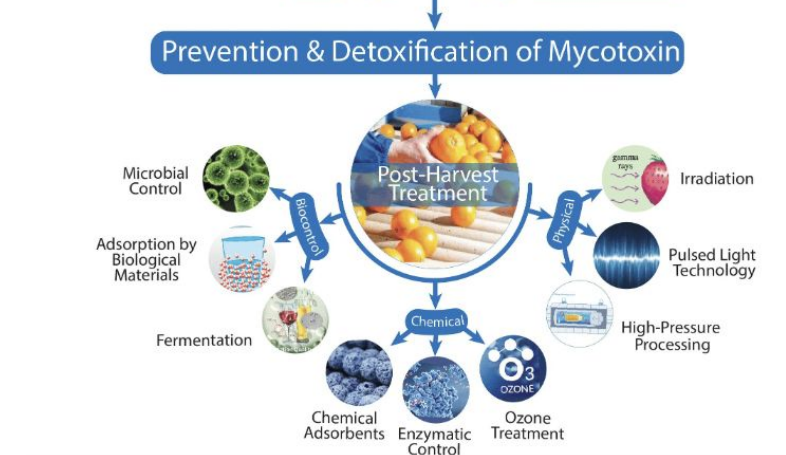 Prevention & Detoxification of Mycotoxin
Post-Harvest
Treatment
Biocontrol
Microbial
Control
Adsorption by
Biological
Materials
Fermentation
Chemical
Chemical
Adsorbents
Enzymatic
Control
O3
OZONE
Ozone
Treatment
Physical
gamma
rays
Irradiation
Pulsed Light
Technology
High-Pressure
Processing